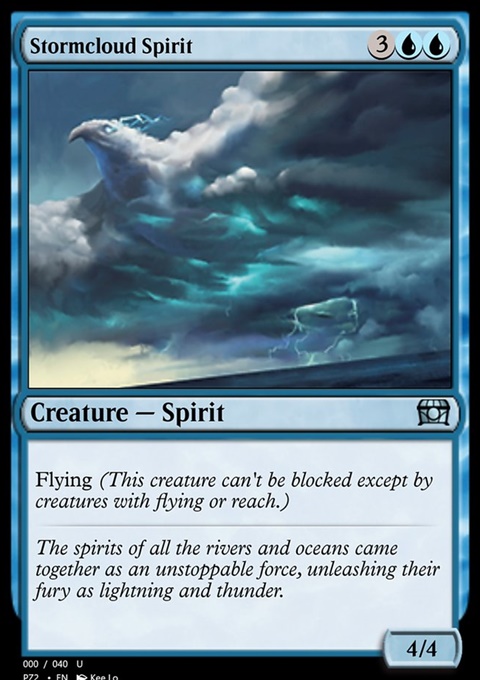 Stormcloud Spirit
3
Creature — Spirit
Flying (This creature can't be blocked except by
creatures with flying or reach.)
The spirits of all the rivers and oceans came
together as an unstoppable force, unleashing their
fury as lightning and thunder.
4/4
000 / 040 U
PZ2 • EN Kee Lo